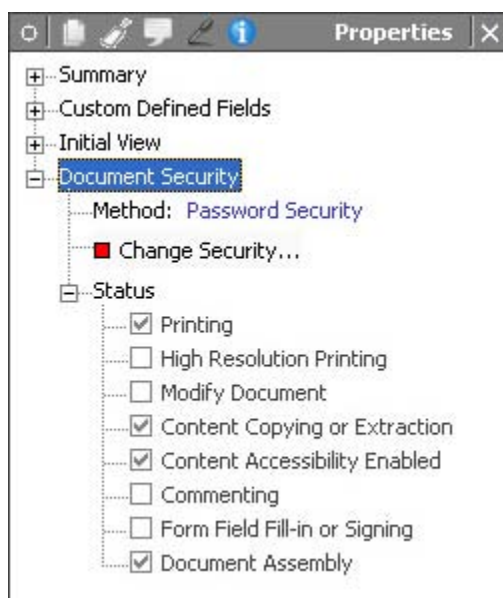 Properties
Summary
Custom Defined Fields
Initial View
Document Security
Method: Password Security
Change Security...
Status
Printing
High Resolution Printing
Modify Document
Content Copying or Extraction
Content Accessibility Enabled
Commenting
Form Field Fill-in or Signing
Document Assembly